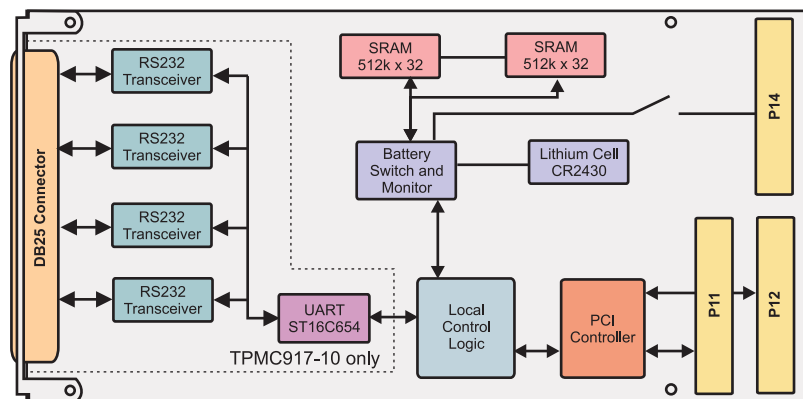 DB25 Connector
RS232
Transceiver
RS232
Transceiver
RS232
Transceiver
RS232
Transceiver
UART
ST16C654
TPMC917-10 only
SRAM
512k x 32
SRAM
512k x 32
Battery
Switch and
Monitor
Lithium Cell
CR2430
Local
Control
Logic
PCI
Controller
P14
P11
P12